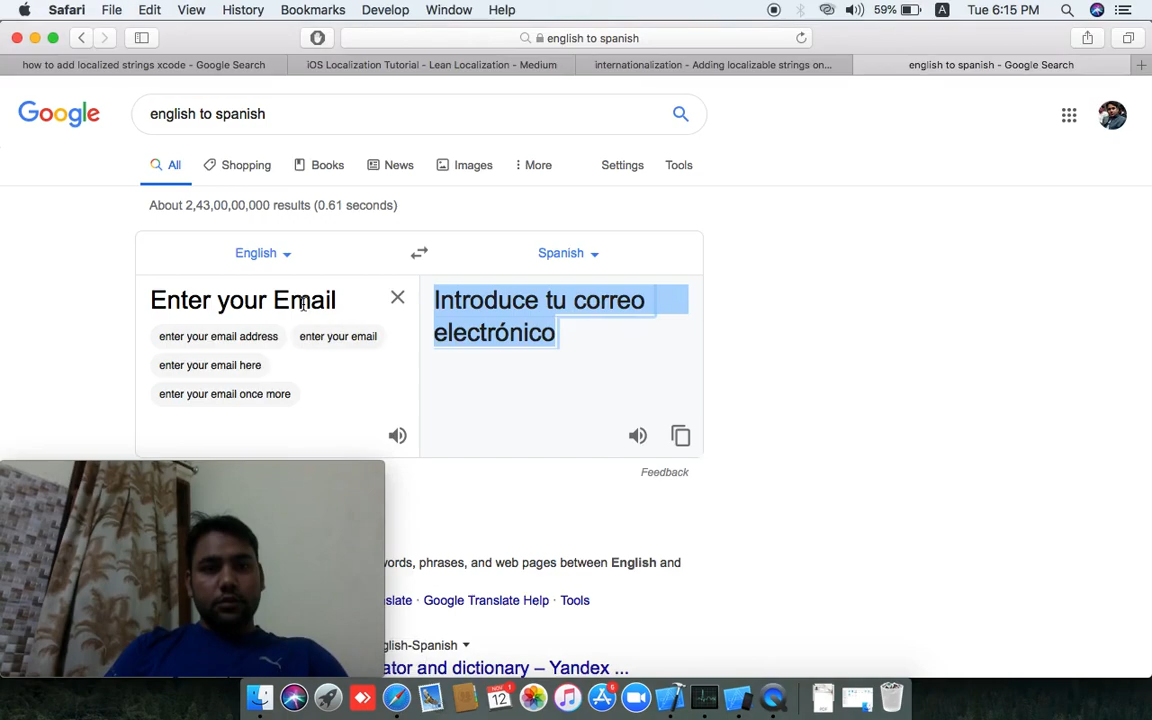 Safari File Edit View History Bookmarks Develop Window Help 59% A Tue 6:15 PM
english to spanish
how to add localized strings xcode - Google Search
iOS Localization Tutorial - Lean Localization - Medium
internationalization - Adding localizable strings on...
english to spanish - Google Search
Google
english to spanish
All Shopping Books News Images More Settings Tools
About 2,43,00,00,000 results (0.61 seconds)
English Spanish
Enter your Email
enter your email address enter your email
enter your email here
enter your email once more
Introduce tu correo
electrónico
Feedback
words, phrases, and web pages between English and
slate · Google Translate Help · Tools
glish-Spanish
ator and dictionary – Yandex ...
NOV
12
1
6